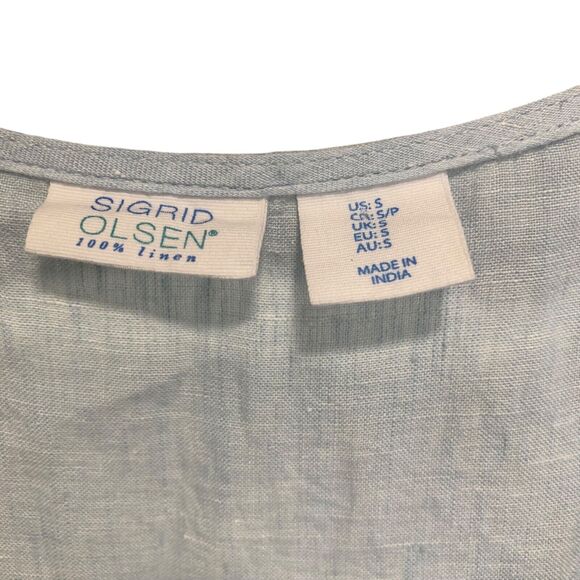 SIGRID
OLSEN®
100% linen
US: S
CA: S/P
UK: S
EU: S
AU: S
MADE IN
INDIA